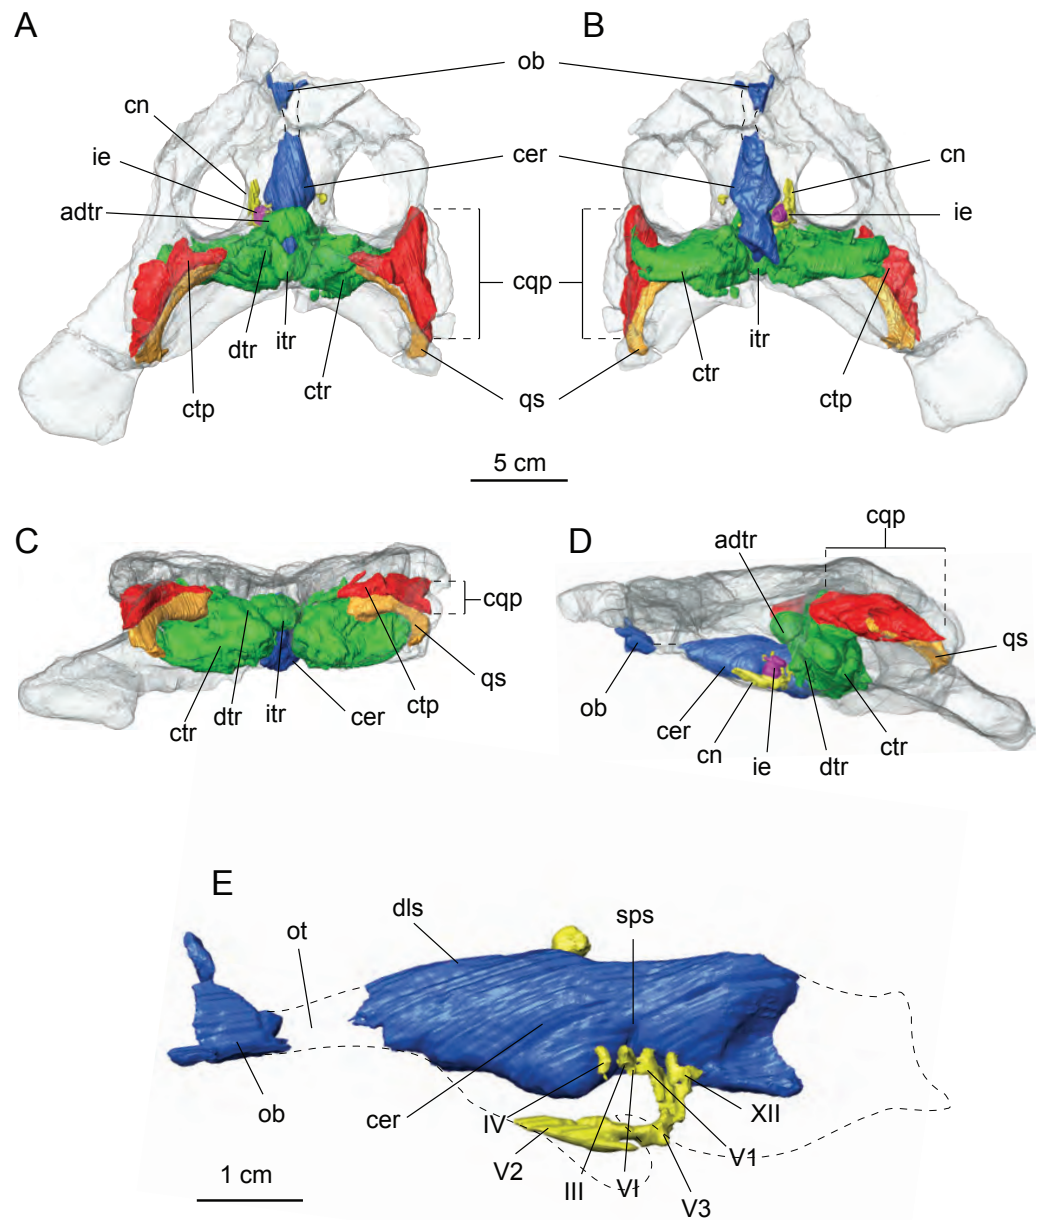 A
B
ob
cn
cer
cn
ie
ie
adtr
cqp
dtr
itr
ctr
itr
ctr
ctp
qs
ctp
5 cm
C
D
cqp
adtr
cqp
qs
qs
ob
ctr
dtr
itr
cer
ctp
cer
cn
ie
dtr
ctr
E
dls
sps
ot
ob
cer
IV
XII
V2
III
VI
V1
V3
1 cm